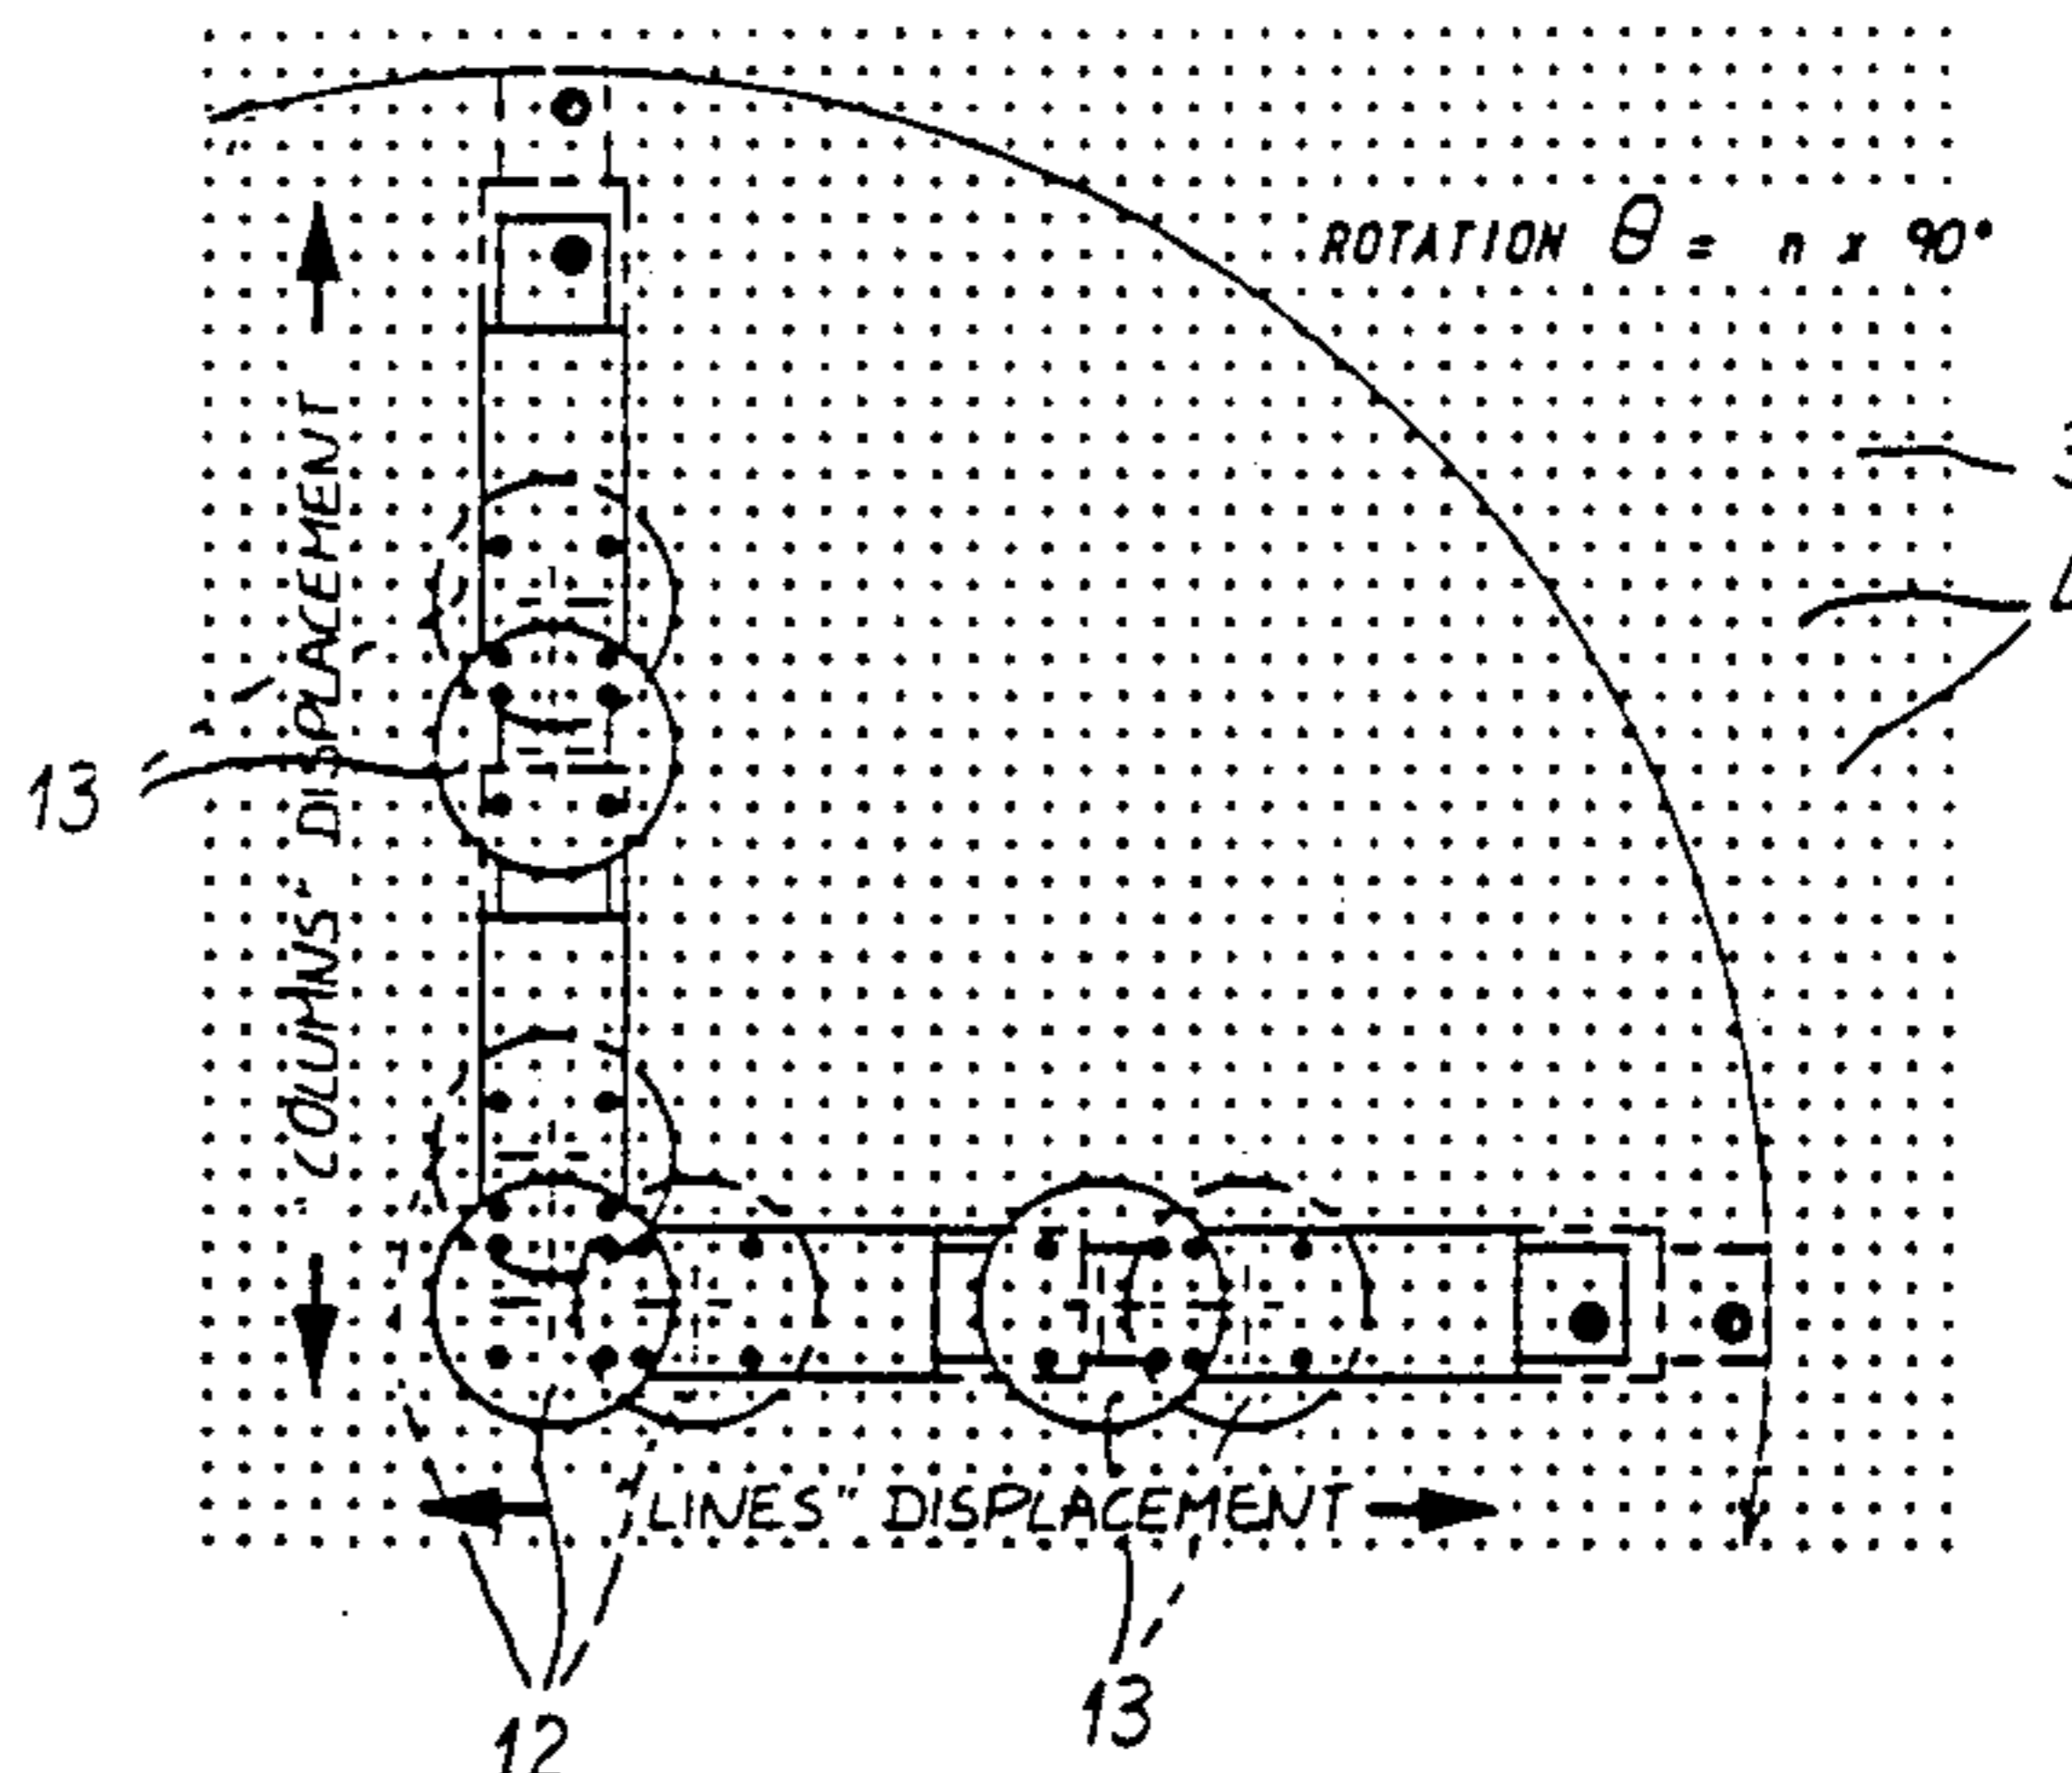 ROTATION θ = n x 90°
"COLUMNS" DISPLACEMENT
13
"LINES" DISPLACEMENT
12
13